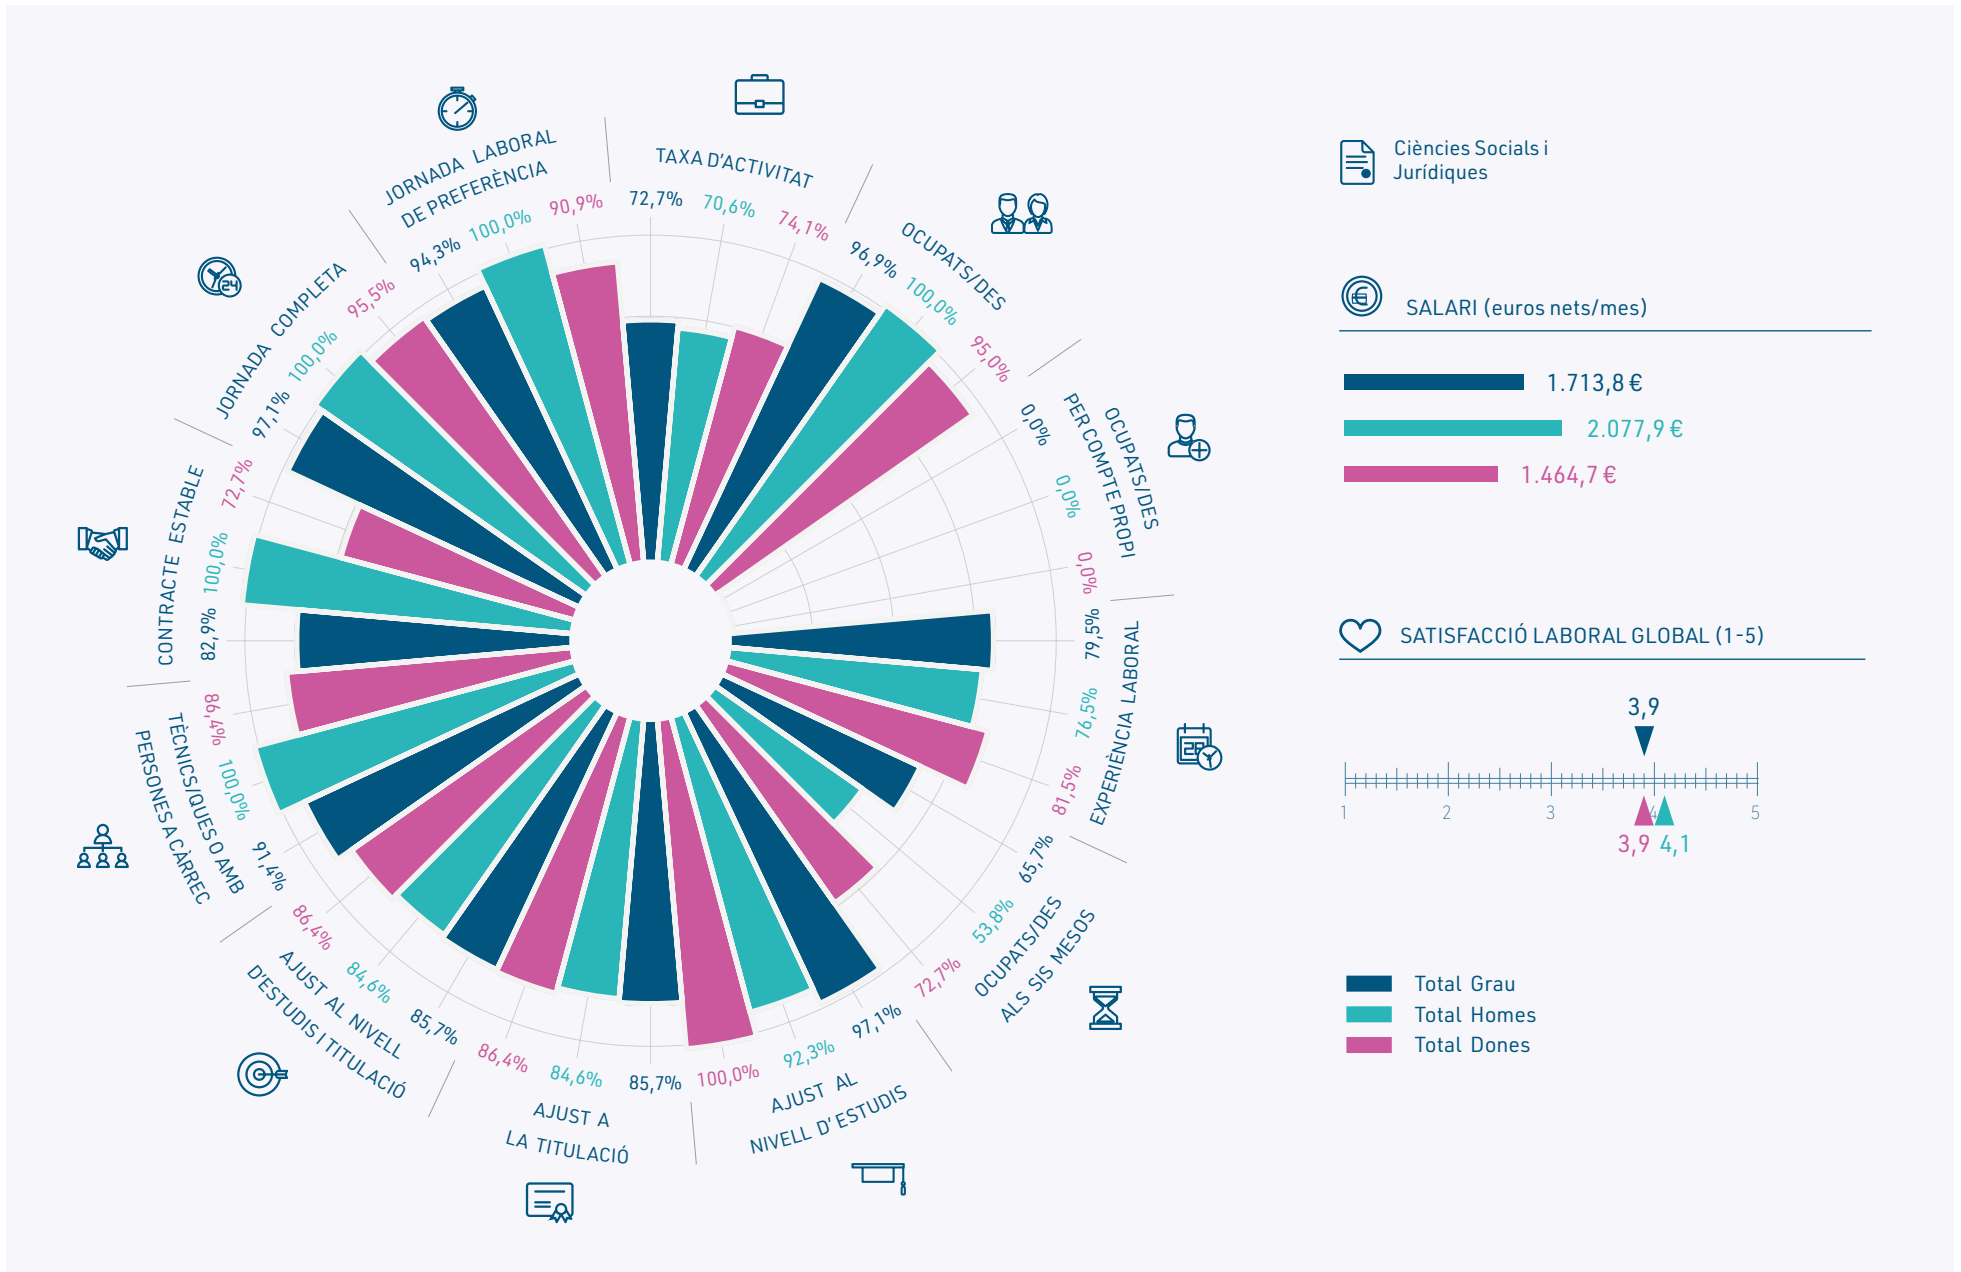 TAXA D'ACTIVITAT
72,7%
70,6%
74,1%
OCUPATS/DES
96,9%
100,0%
95,0%
OCUPATS/DES
PER COMPTE PROPI
0,0%
0,0%
0,0%
EXPERIÈNCIA LABORAL
79,5%
76,5%
81,5%
OCUPATS/DES
ALS SIS MESOS
65,7%
53,8%
72,7%
AJUST AL
NIVELL D'ESTUDIS
97,1%
92,3%
100,0%
AJUST A
LA TITULACIÓ
85,7%
84,6%
86,4%
AJUST AL NIVELL
D'ESTUDIS I TITULACIÓ
85,7%
84,6%
86,4%
TÈCNICS/QUES O AMB
PERSONES A CÀRREC
91,4%
100,0%
86,4%
CONTRACTE ESTABLE
82,9%
100,0%
72,7%
JORNADA COMPLETA
97,1%
100,0%
95,5%
24
JORNADA LABORAL
DE PREFERÈNCIA
94,3%
100,0%
90,9%
Ciències Socials i
Jurídiques
SALARI (euros nets/mes)
1.713,8 €
2.077,9 €
1.464,7 €
SATISFACCIÓ LABORAL GLOBAL (1-5)
3,9
1 2 3 4 5
3,9 4,1
Total Grau
Total Homes
Total Dones